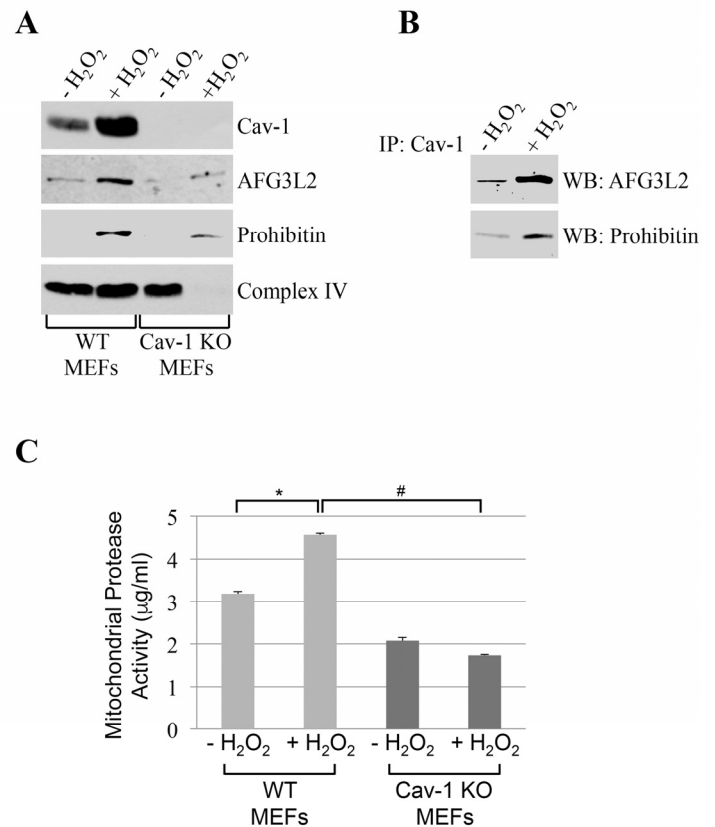 A
- H₂O₂ + H₂O₂ - H₂O₂ +H₂O₂
Cav-1
AFG3L2
Prohibitin
Complex IV
WT Cav-1 KO
MEFs MEFs
B
- H₂O₂ + H₂O₂
IP: Cav-1
WB: AFG3L2
WB: Prohibitin
C
* #
Mitochondrial Protease
Activity (µg/ml)
5
4
3
2
1
0
- H₂O₂ + H₂O₂ - H₂O₂ + H₂O₂
WT Cav-1 KO
MEFs MEFs